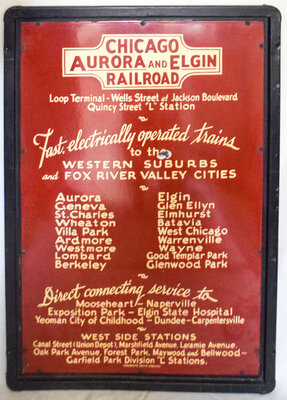 CHICAGO
AURORA AND ELGIN
RAILROAD
Loop Terminal - Wells Street at Jackson Boulevard
Quincy Street "L" Station
Fast, electrically operated trains
to the
WESTERN SUBURBS
and FOX RIVER VALLEY CITIES
Aurora
Geneva
St. Charles
Wheaton
Villa Park
Ardmore
Westmore
Lombard
Berkeley
Elgin
Glen Ellyn
Elmhurst
Batavia
West Chicago
Warrenville
Wayne
Good Templar Park
Glenwood Park
Direct connecting service to
Mooseheart - Naperville
Exposition Park - Elgin State Hospital
Yeoman City of Childhood - Dundee - Carpentersville
WEST SIDE STATIONS
Canal Street (Union Depot), Marshfield Avenue, Laramie Avenue,
Oak Park Avenue, Forest Park, Maywood and Bellwood -
Garfield Park Division "L" Stations.